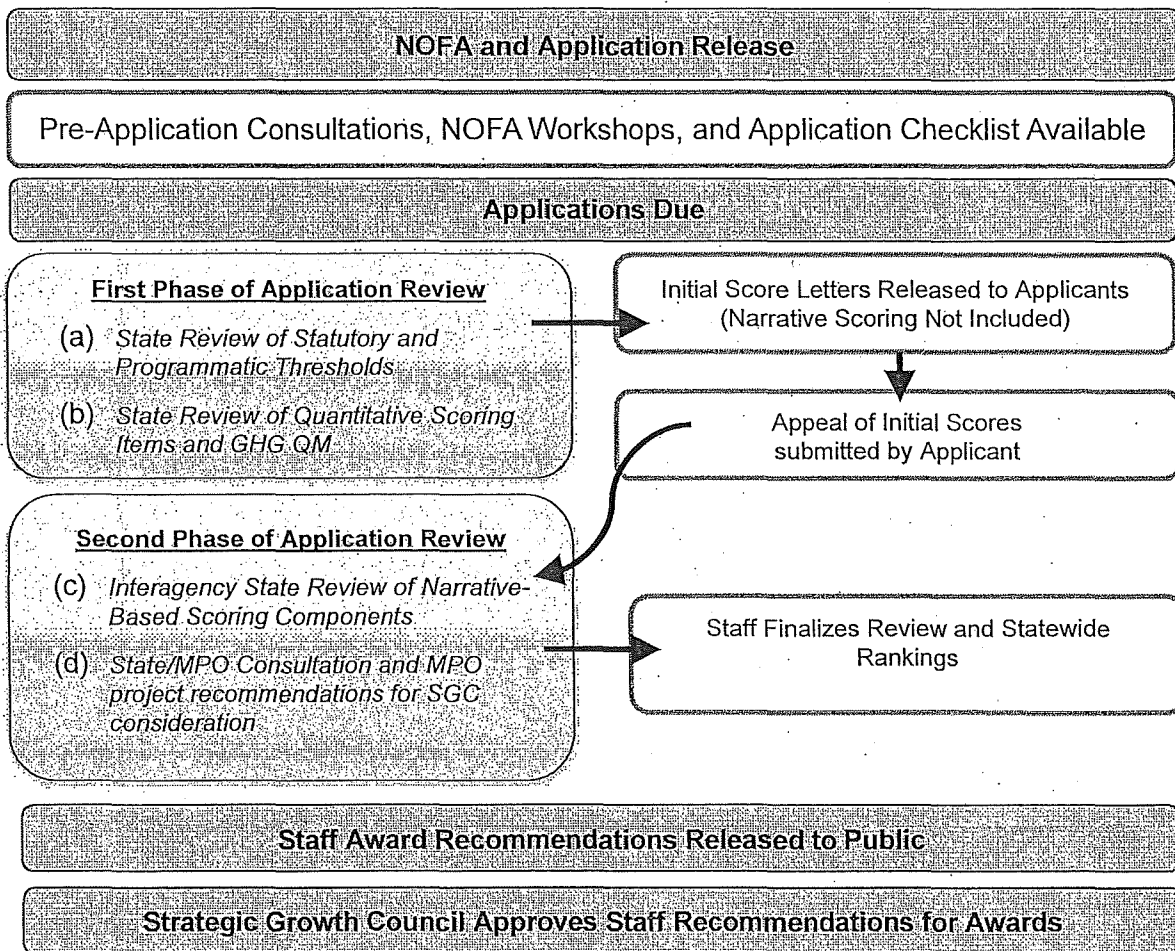 NOFA and Application Release
Pre-Application Consultations, NOFA Workshops, and Application Checklist Available
Applications Due
First Phase of Application Review
(a) State Review of Statutory and
Programmatic Thresholds
(b) State Review of Quantitative Scoring
Items and GHG QM
Initial Score Letters Released to Applicants
(Narrative Scoring Not Included)
Appeal of Initial Scores
submitted by Applicant
Second Phase of Application Review
(c) Interagency State Review of Narrative-
Based Scoring Components
(d) State/MPO Consultation and MPO
project recommendations for SGC
consideration
Staff Finalizes Review and Statewide
Rankings
Staff Award Recommendations Released to Public
Strategic Growth Council Approves Staff Recommendations for Awards